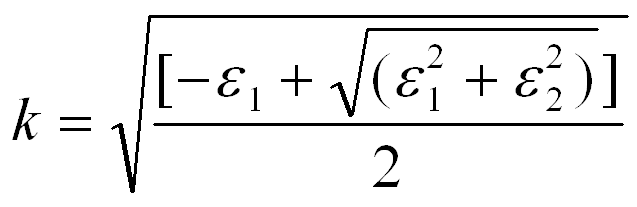 k = √([-ε₁ + √(ε₁² + ε₂²)] / 2)